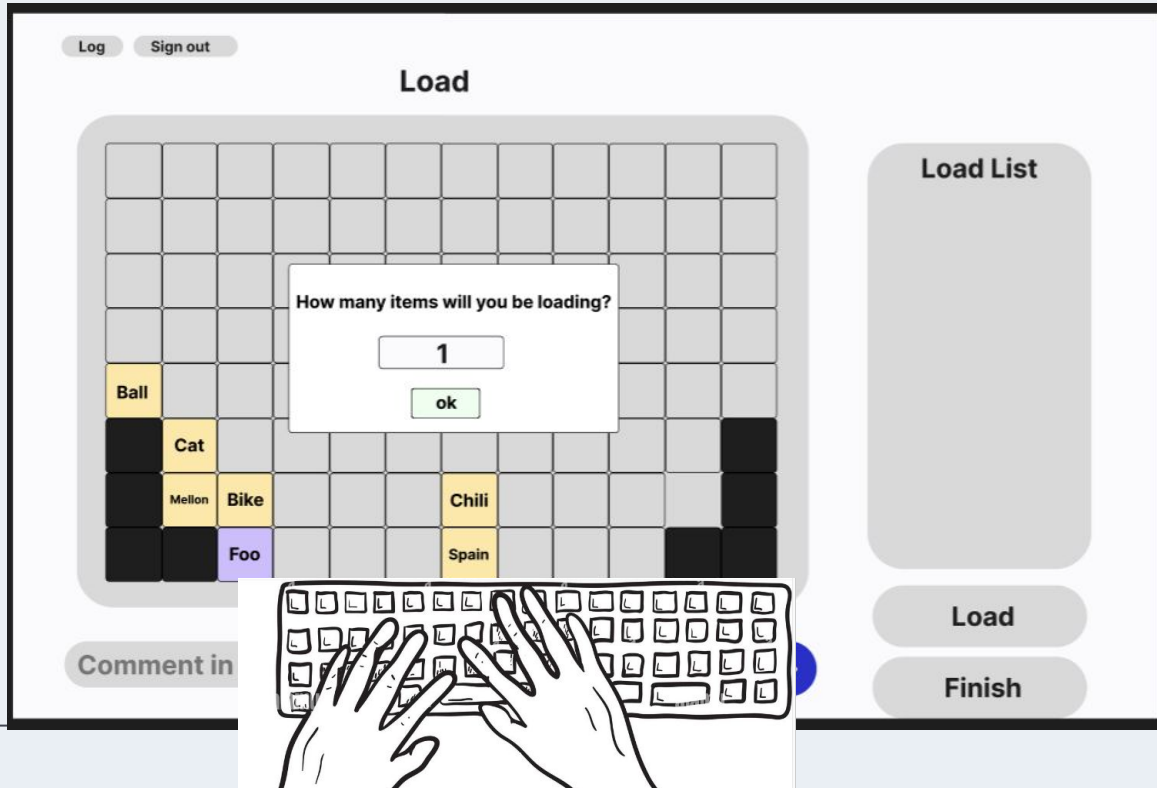 Log
Sign out
Load
Load List
How many items will you be loading?
1
ok
Ball
Cat
Mellon
Bike
Chili
Foo
Spain
Load
Comment in
Finish